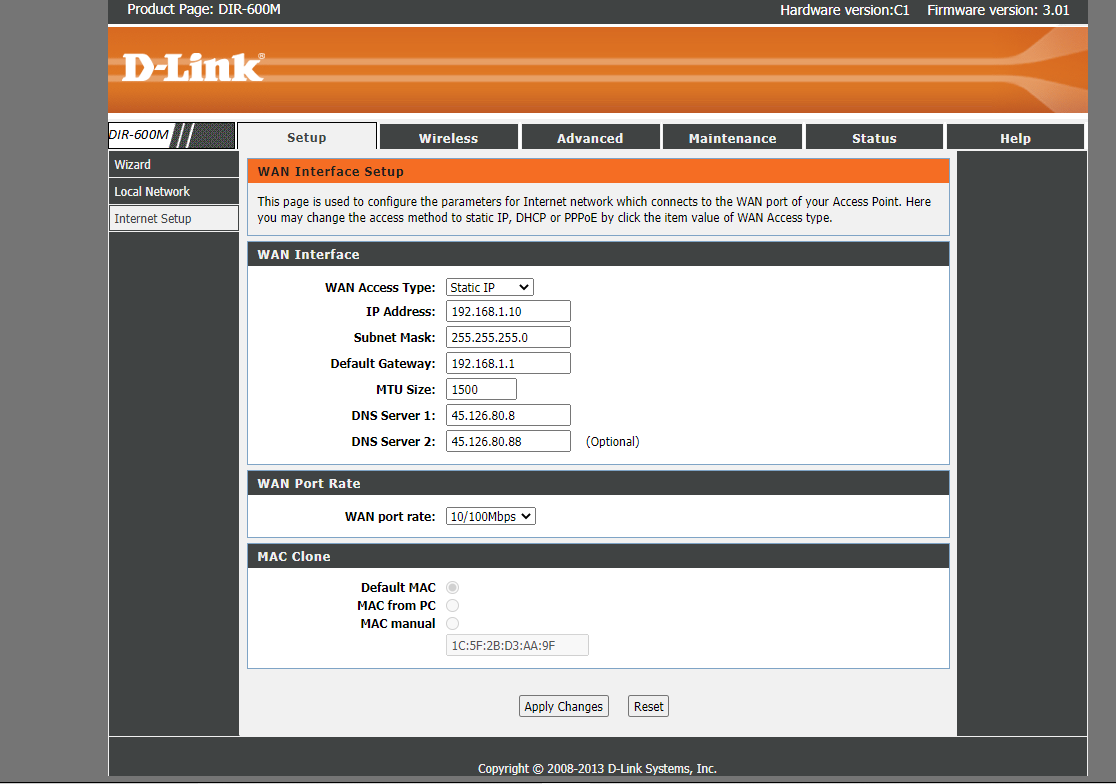 Product Page: DIR-600M Hardware version:C1 Firmware version: 3.01
D-Link®
DIR-600M Setup Wireless Advanced Maintenance Status Help
Wizard
Local Network
Internet Setup
WAN Interface Setup
This page is used to configure the parameters for Internet network which connects to the WAN port of your Access Point. Here
you may change the access method to static IP, DHCP or PPPoE by click the item value of WAN Access type.
WAN Interface
WAN Access Type: Static IP
IP Address: 192.168.1.10
Subnet Mask: 255.255.255.0
Default Gateway: 192.168.1.1
MTU Size: 1500
DNS Server 1: 45.126.80.8
DNS Server 2: 45.126.80.88 (Optional)
WAN Port Rate
WAN port rate: 10/100Mbps
MAC Clone
Default MAC
MAC from PC
MAC manual
1C:5F:2B:D3:AA:9F
Apply Changes Reset
Copyright © 2008-2013 D-Link Systems, Inc.